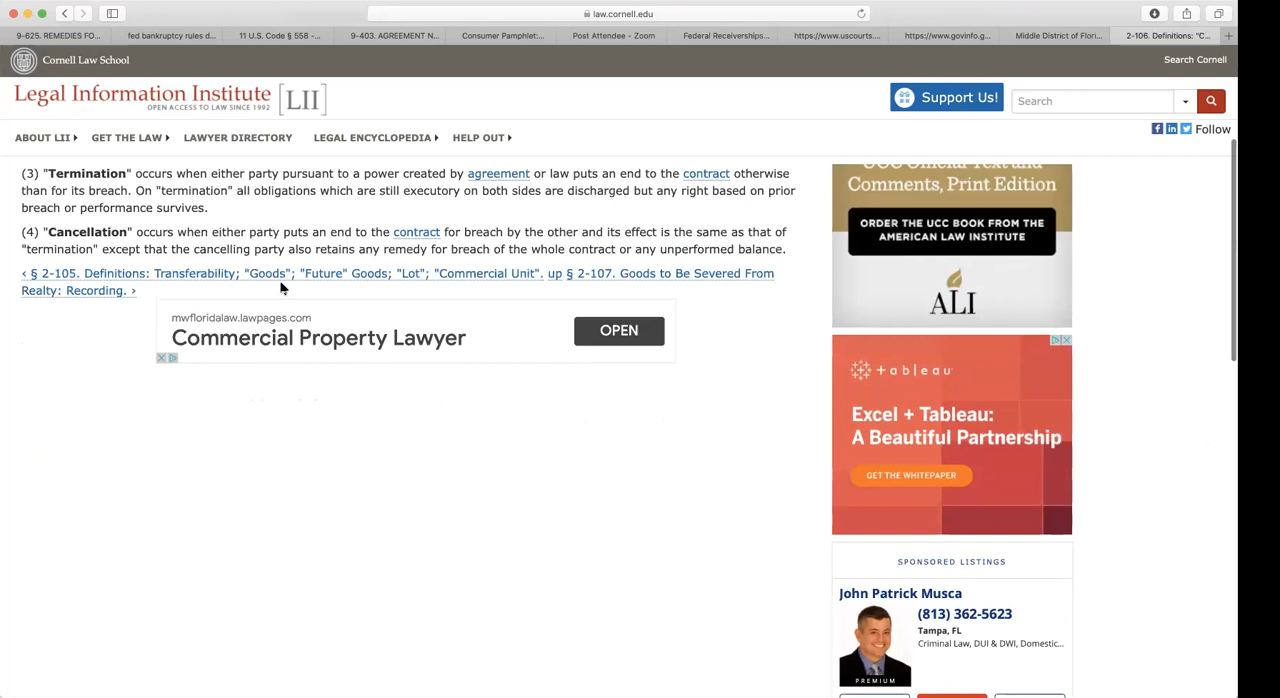 law.cornell.edu
9-625. REMEDIES FO...
fed bankruptcy rules d...
11 U.S. Code § 558 -...
9-403. AGREEMENT N...
Consumer Pamphlet:...
Post Attendee - Zoom
Federal Receiverships...
https://www.uscourts....
https://www.govinfo.g...
Middle District of Flori...
2-106. Definitions: "C...
Cornell Law School
Search Cornell
Legal Information Institute [LII]
OPEN ACCESS TO LAW SINCE 1992
Support Us!
Search
ABOUT LII
GET THE LAW
LAWYER DIRECTORY
LEGAL ENCYCLOPEDIA
HELP OUT
Follow
(3) "Termination" occurs when either party pursuant to a power created by agreement or law puts an end to the contract otherwise
than for its breach. On "termination" all obligations which are still executory on both sides are discharged but any right based on prior
breach or performance survives.
(4) "Cancellation" occurs when either party puts an end to the contract for breach by the other and its effect is the same as that of
"termination" except that the cancelling party also retains any remedy for breach of the whole contract or any unperformed balance.
‹ § 2-105. Definitions: Transferability; "Goods"; "Future" Goods; "Lot"; "Commercial Unit". up § 2-107. Goods to Be Severed From
Realty: Recording. ›
mwfloridalaw.lawpages.com
Commercial Property Lawyer
OPEN
UCC Official Text and
Comments, Print Edition
ORDER THE UCC BOOK FROM THE
AMERICAN LAW INSTITUTE
ALI
+ableau
Excel + Tableau:
A Beautiful Partnership
GET THE WHITEPAPER
SPONSORED LISTINGS
John Patrick Musca
(813) 362-5623
Tampa, FL
Criminal Law, DUI & DWI, Domestic...
PREMIUM